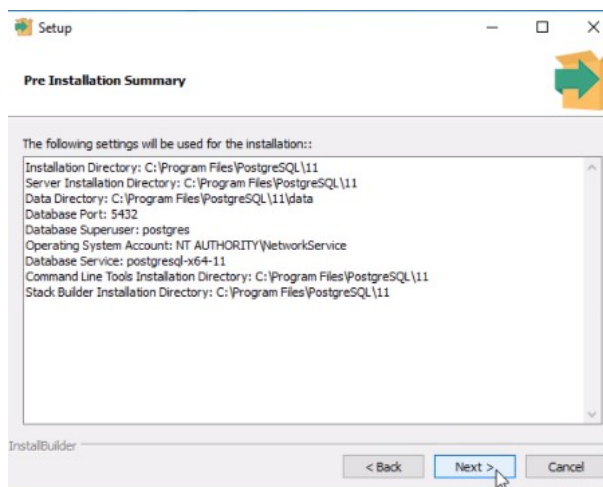 Setup
Pre Installation Summary
The following settings will be used for the installation::
Installation Directory: C:\Program Files\PostgreSQL\11
Server Installation Directory: C:\Program Files\PostgreSQL\11
Data Directory: C:\Program Files\PostgreSQL\11\data
Database Port: 5432
Database Superuser: postgres
Operating System Account: NT AUTHORITY\NetworkService
Database Service: postgresql-x64-11
Command Line Tools Installation Directory: C:\Program Files\PostgreSQL\11
Stack Builder Installation Directory: C:\Program Files\PostgreSQL\11
InstallBuilder
< Back Next > Cancel